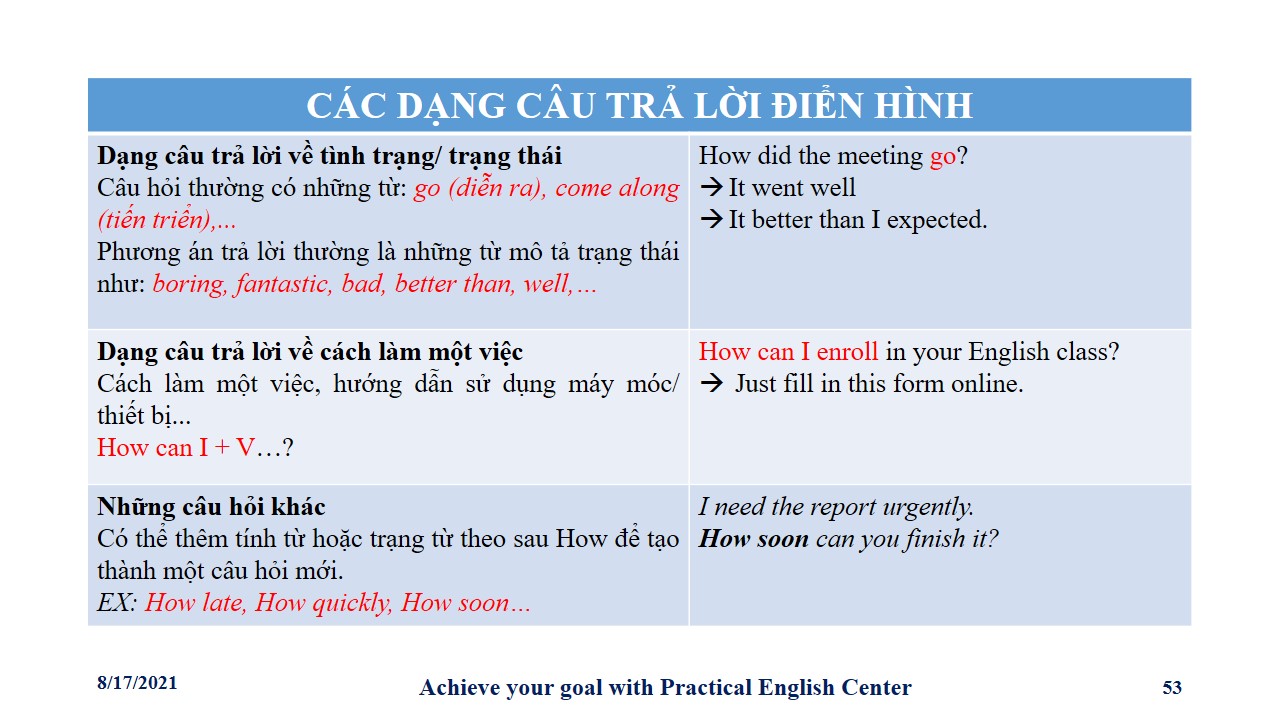 CÁC DẠNG CÂU TRẢ LỜI ĐIỂN HÌNH
Dạng câu trả lời về tình trạng/ trạng thái
Câu hỏi thường có những từ: go (diễn ra), come along
(tiến triển),...
Phương án trả lời thường là những từ mô tả trạng thái
như: boring, fantastic, bad, better than, well,…
How did the meeting go?
→ It went well
→ It better than I expected.
Dạng câu trả lời về cách làm một việc
Cách làm một việc, hướng dẫn sử dụng máy móc/
thiết bị...
How can I + V…?
How can I enroll in your English class?
→ Just fill in this form online.
Những câu hỏi khác
Có thể thêm tính từ hoặc trạng từ theo sau How để tạo
thành một câu hỏi mới.
EX: How late, How quickly, How soon…
I need the report urgently.
How soon can you finish it?
8/17/2021
Achieve your goal with Practical English Center
53